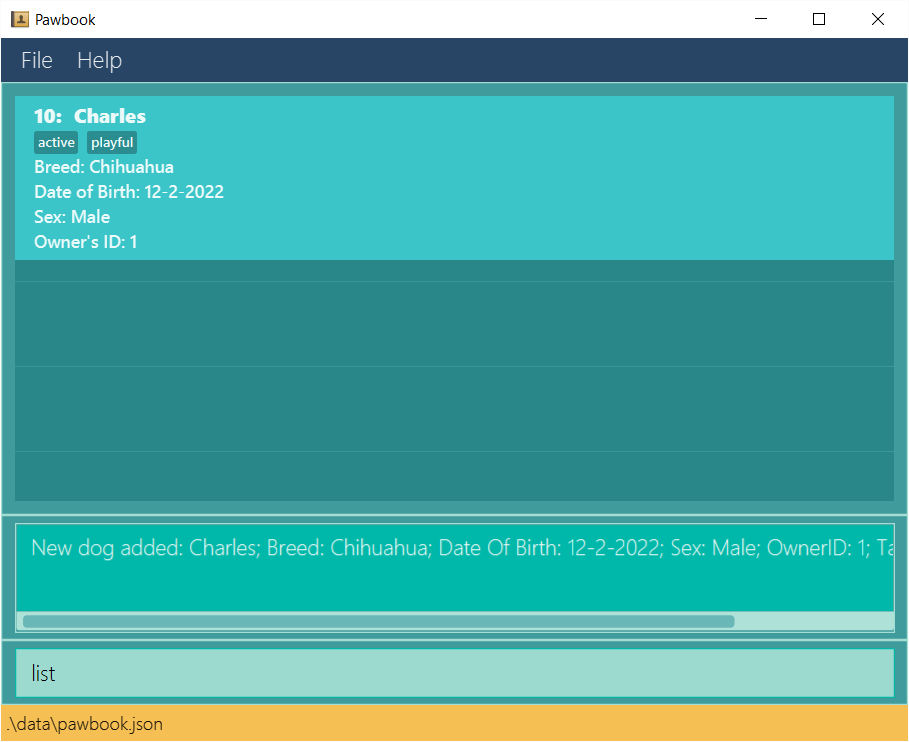 Pawbook
File Help
10: Charles
active playful
Breed: Chihuahua
Date of Birth: 12-2-2022
Sex: Male
Owner's ID: 1
New dog added: Charles; Breed: Chihuahua; Date Of Birth: 12-2-2022; Sex: Male; OwnerID: 1;
list
.\data\pawbook.json